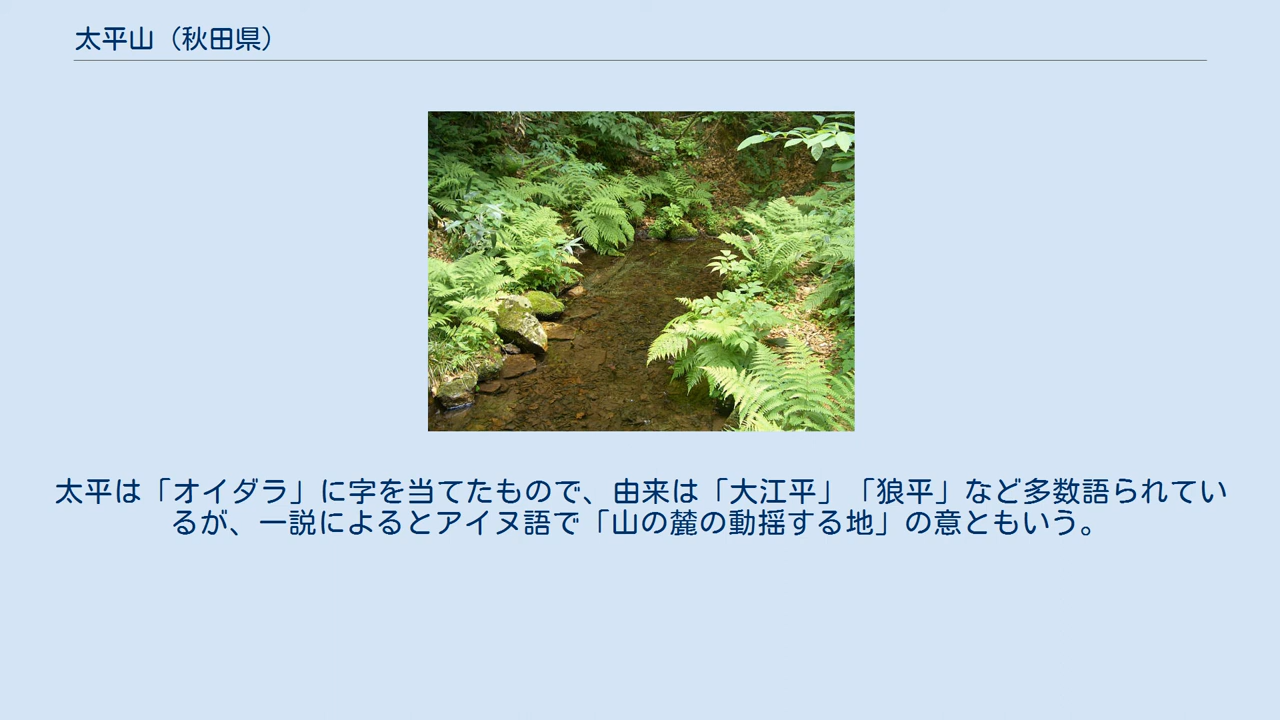 太平山（秋田県）
太平は「オイダラ」に字を当てたもので、由来は「大江平」「狼平」など多数語られてい
るが、一説によるとアイヌ語で「山の麓の動揺する地」の意ともいう。